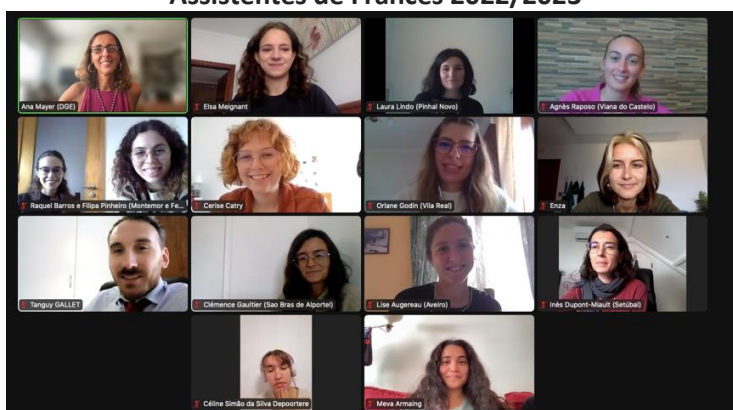 Assistentes de Francês 2022/2023
Ana Mayer (DGE)
Elsa Meignant
Laura Lindo (Pinhal Novo)
Agnès Raposo (Viana do Castelo)
Raquel Barros e Filipa Pinheiro (Montemor e Fe...
Cerise Catry
Oriane Godin (Vila Real)
Enza
Tanguy GALLET
Clémence Gaultier (Sao Bras de Alportel)
Lise Augereau (Aveiro)
Inês Dupont-Miault (Setúbal)
Céline Simão da Silva Depoortere
Meva Armaing